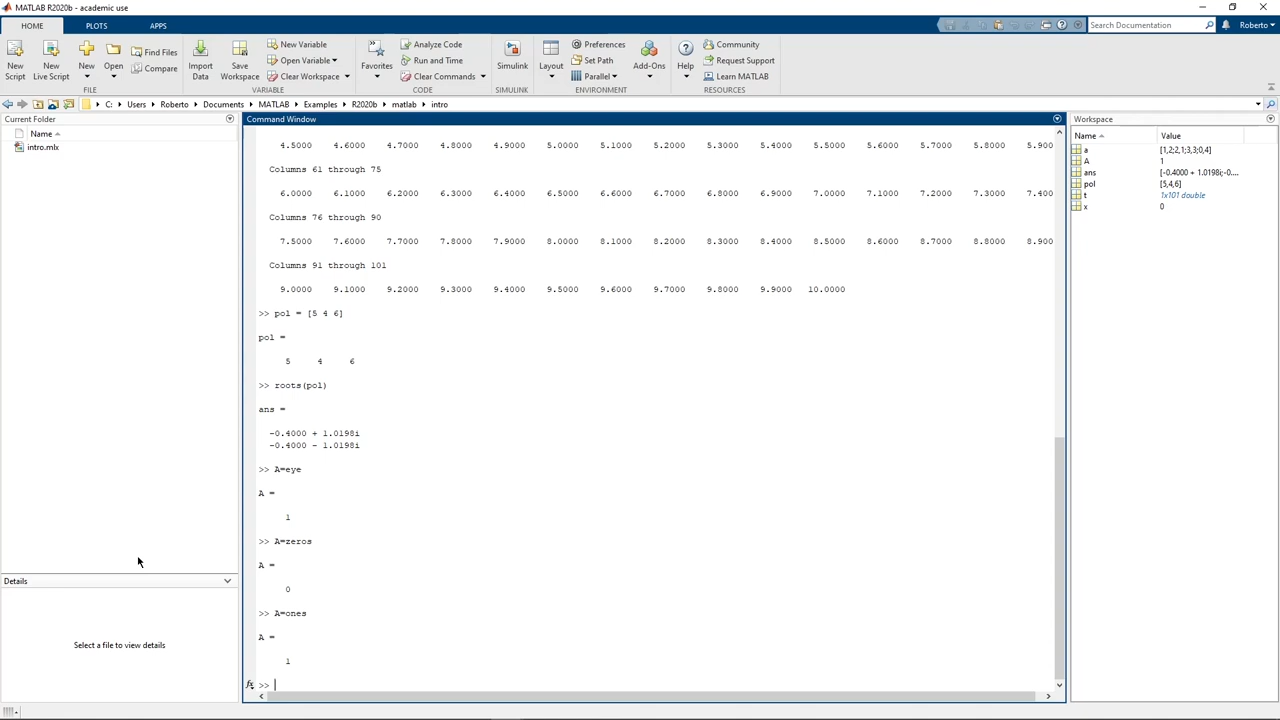 MATLAB R2020b - academic use
HOME PLOTS APPS
Search Documentation Roberto
New Script
New Live Script
New
Open
Find Files
Compare
FILE
Import Data
Save Workspace
New Variable
Open Variable
Clear Workspace
VARIABLE
Favorites
Analyze Code
Run and Time
Clear Commands
CODE
Simulink
SIMULINK
Layout
Preferences
Set Path
Parallel
ENVIRONMENT
Add-Ons
Help
Community
Request Support
Learn MATLAB
RESOURCES
C: Users Roberto Documents MATLAB Examples R2020b matlab intro
Current Folder
Name
intro.mlx
Details
Select a file to view details
Command Window
4.5000 4.6000 4.7000 4.8000 4.9000 5.0000 5.1000 5.2000 5.3000 5.4000 5.5000 5.6000 5.7000 5.8000 5.900
Columns 61 through 75
6.0000 6.1000 6.2000 6.3000 6.4000 6.5000 6.6000 6.7000 6.8000 6.9000 7.0000 7.1000 7.2000 7.3000 7.400
Columns 76 through 90
7.5000 7.6000 7.7000 7.8000 7.9000 8.0000 8.1000 8.2000 8.3000 8.4000 8.5000 8.6000 8.7000 8.8000 8.900
Columns 91 through 101
9.0000 9.1000 9.2000 9.3000 9.4000 9.5000 9.6000 9.7000 9.8000 9.9000 10.0000
>> pol = [5 4 6]
pol =
5 4 6
>> roots(pol)
ans =
-0.4000 + 1.0198i
-0.4000 - 1.0198i
>> A=eye
A =
1
>> A=zeros
A =
0
>> A=ones
A =
1
fx >>
Workspace
Name Value
a [1,2;2,1;3,3;0,4]
A 1
ans [-0.4000 + 1.0198i;-0....
pol [5,4,6]
t 1x101 double
x 0